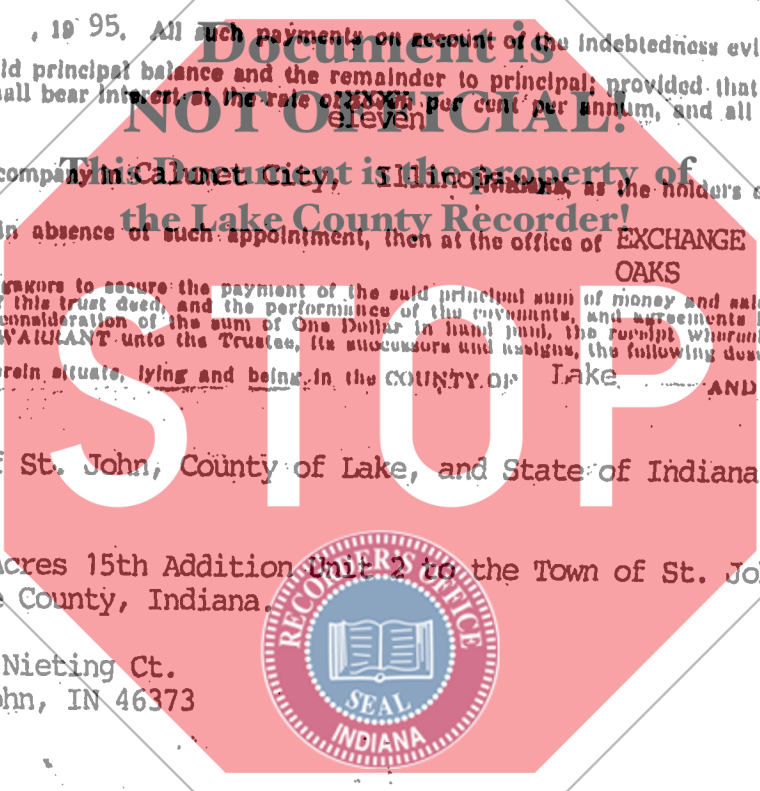 , 19 95. All such payments on account of the indebtedness evi
Document is
ld principal balance and the remainder to principal; provided that
all bear interest at the rate of XXXXX per cent per annum, and all
NOT OFFICIAL!
eleven
company in Calumet City, Illinois, as the holders o
This Document is the property of
the Lake County Recorder!
in absence of such appointment, then at the office of EXCHANGE
OAKS
gagors to secure the payment of the said principal sum of money and said
f this trust deed, and the performance of the covenants, and agreements
consideration of the sum of One Dollar in hand paid, the receipt whereof
WARRANT unto the Trustee, its successors and assigns, the following des
rein situate, lying and being in the COUNTY OF Lake AND
STOP
f St. John, County of Lake, and State of Indiana
Acres 15th Addition Unit 2 to the Town of St. Jo
e County, Indiana.
RECORDER'S OFFICE
SEAL
INDIANA
Nieting Ct.
ohn, IN 46373